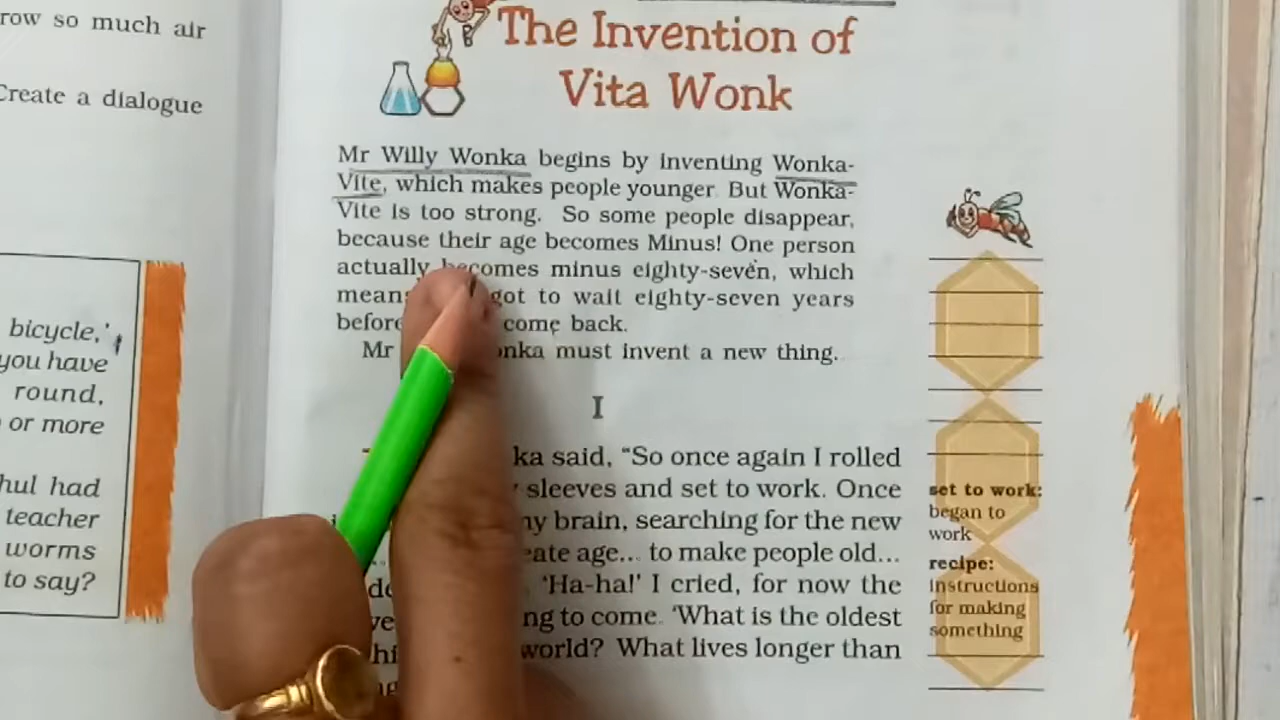 row so much air
Create a dialogue
bicycle,'
you have
round,
or more
hul had
teacher
worms
to say?
The Invention of
Vita Wonk
Mr Willy Wonka begins by inventing Wonka-
Vite, which makes people younger. But Wonka-
Vite is too strong. So some people disappear,
because their age becomes Minus! One person
actually becomes minus eighty-seven, which
means got to wait eighty-seven years
before come back.
Mr onka must invent a new thing.
I
ka said, “So once again I rolled
sleeves and set to work. Once
my brain, searching for the new
eate age... to make people old...
‘Ha-ha!’ I cried, for now the
ng to come. ‘What is the oldest
world? What lives longer than
set to work:
began to
work
recipe:
instructions
for making
something